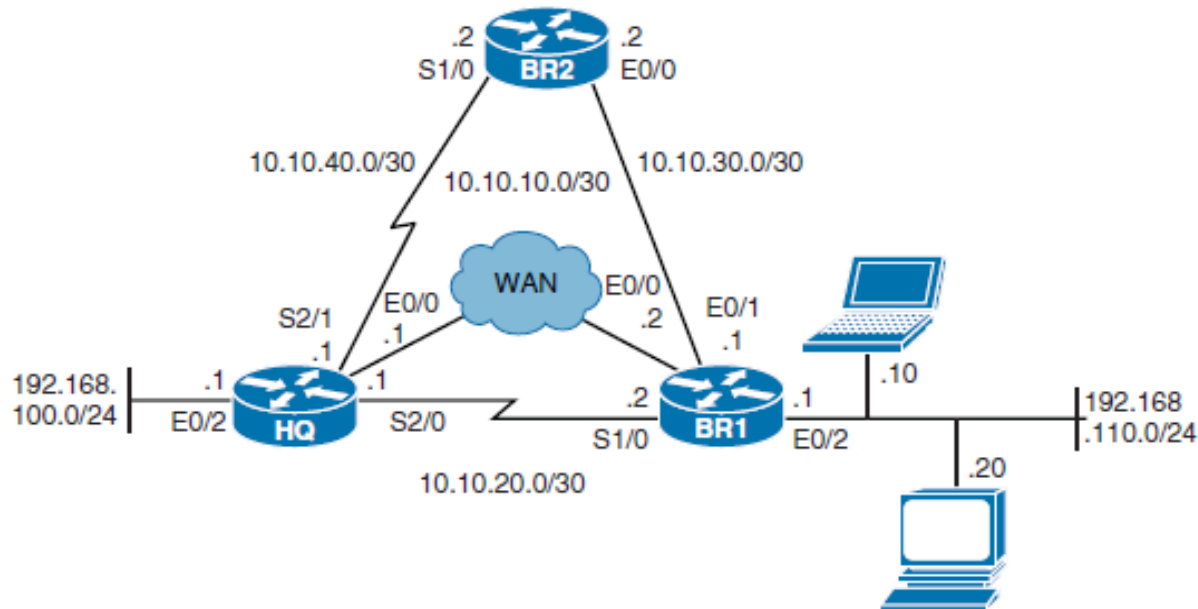 .2
.2
S1/0
BR2
E0/0
10.10.40.0/30
10.10.30.0/30
10.10.10.0/30
WAN
E0/0
E0/0
E0/1
S2/1
.1
.2
.1
.1
.10
192.168.
100.0/24
.1
E0/2
HQ
.1
S2/0
.2
S1/0
BR1
.1
E0/2
192.168
.110.0/24
10.10.20.0/30
.20